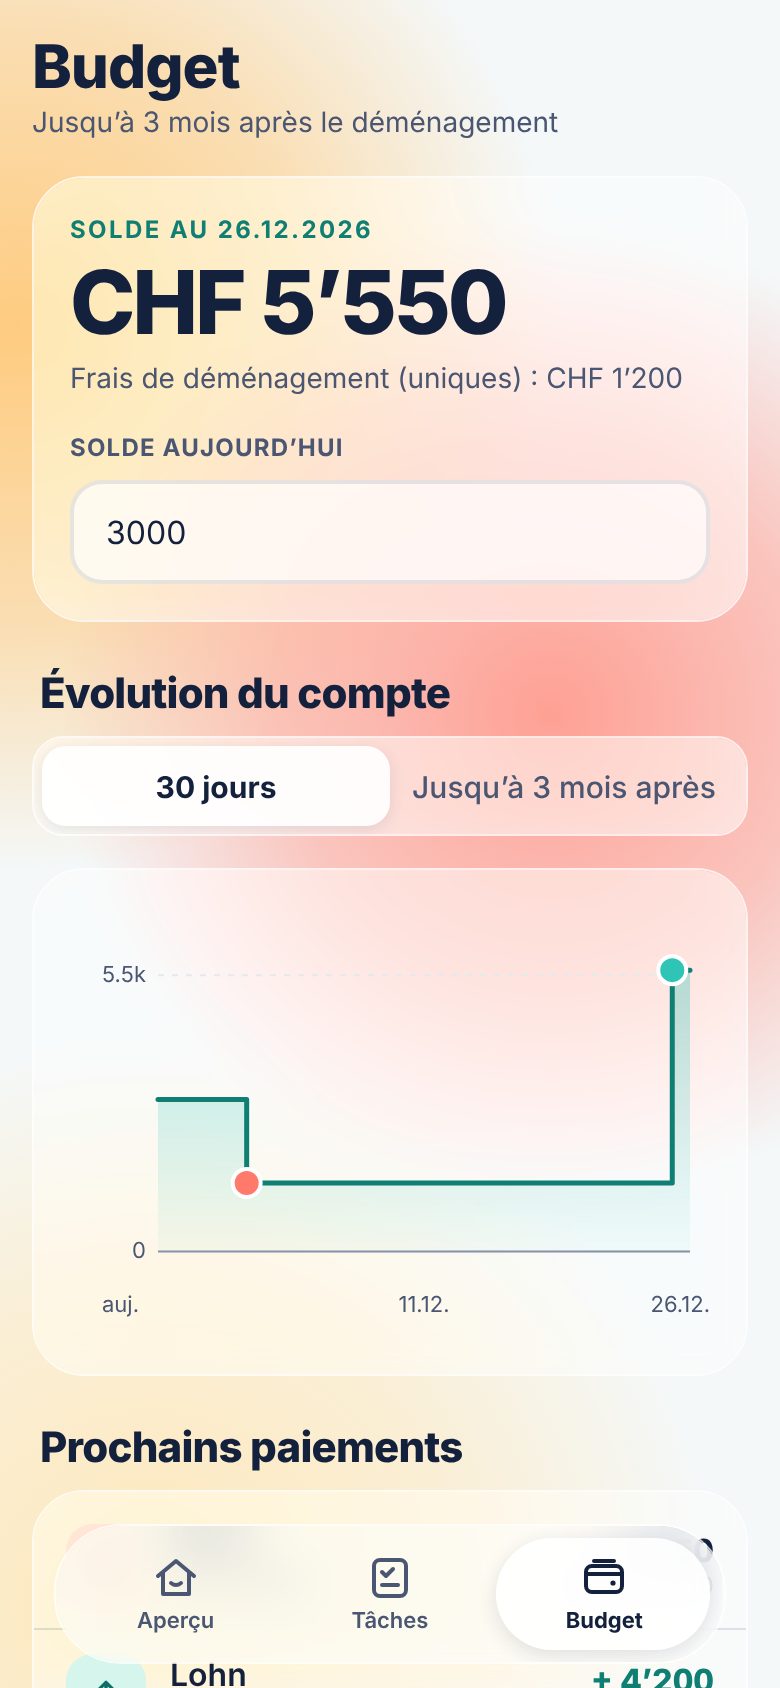 Budget
Jusqu’à 3 mois après le déménagement
SOLDE AU 26.12.2026
CHF 5’550
Frais de déménagement (uniques) : CHF 1’200
SOLDE AUJOURD’HUI
3000
Évolution du compte
30 jours
Jusqu’à 3 mois après
5.5k
0
auj.
11.12.
26.12.
Prochains paiements
Aperçu
Tâches
Budget
Lohn
+ 4’200